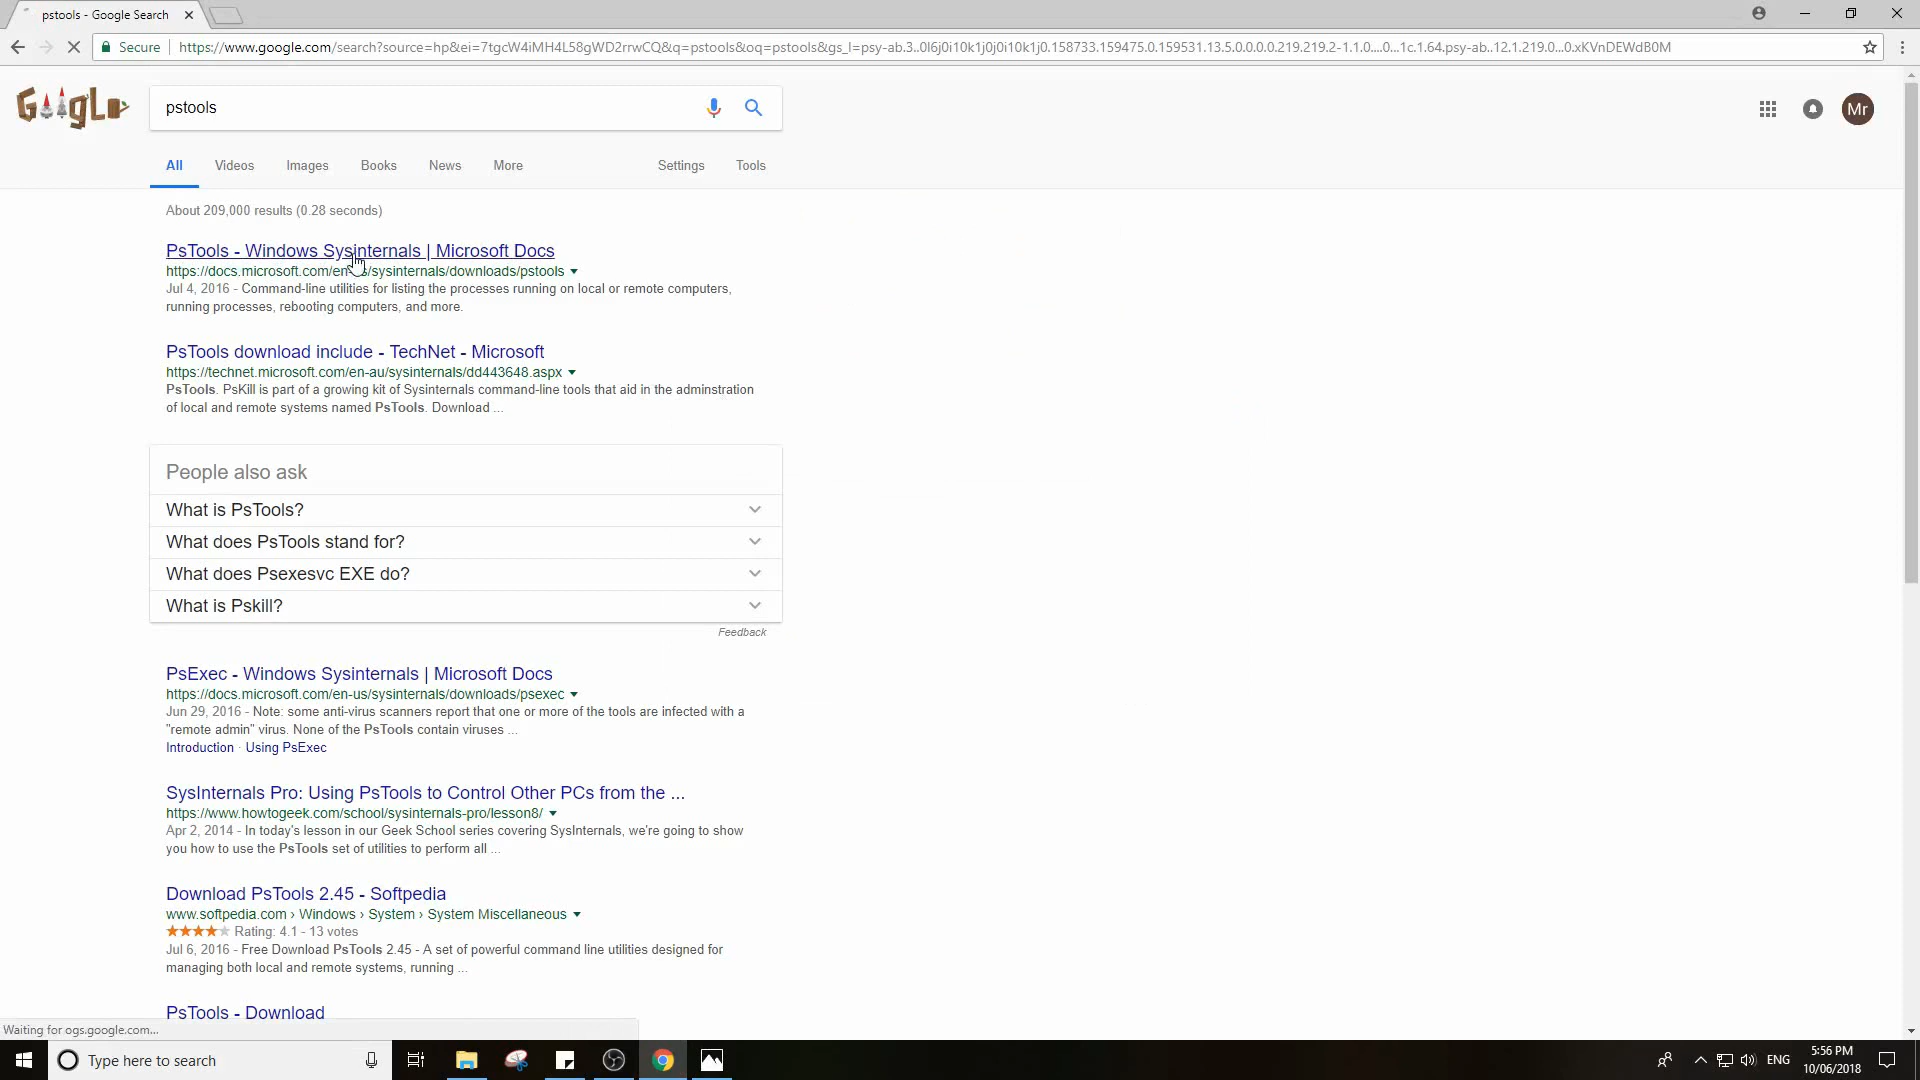 pstools - Google Search
Secure
https://www.google.com/search?source=hp&ei=7tgcW4iMH4L58gWD2rrwCQ&q=pstools&oq=pstools&gs_l=psy-ab.3..0l6j0i10k1j0j0i10k1j0.158733.159475.0.159531.13.5.0.0.0.0.219.219.2-1.1.0....0...1c.1.64.psy-ab..12.1.219.0...0.xKVnDEWdB0M
Google
pstools
Mr
All Videos Images Books News More Settings Tools
About 209,000 results (0.28 seconds)
PsTools - Windows Sysinternals | Microsoft Docs
https://docs.microsoft.com/en-us/sysinternals/downloads/pstools
Jul 4, 2016 - Command-line utilities for listing the processes running on local or remote computers,
running processes, rebooting computers, and more.
PsTools download include - TechNet - Microsoft
https://technet.microsoft.com/en-au/sysinternals/dd443648.aspx
PsTools. PsKill is part of a growing kit of Sysinternals command-line tools that aid in the adminstration
of local and remote systems named PsTools. Download ...
People also ask
What is PsTools?
What does PsTools stand for?
What does Psexesvc EXE do?
What is Pskill?
Feedback
PsExec - Windows Sysinternals | Microsoft Docs
https://docs.microsoft.com/en-us/sysinternals/downloads/psexec
Jun 29, 2016 - Note: some anti-virus scanners report that one or more of the tools are infected with a
"remote admin" virus. None of the PsTools contain viruses ...
Introduction · Using PsExec
SysInternals Pro: Using PsTools to Control Other PCs from the ...
https://www.howtogeek.com/school/sysinternals-pro/lesson8/
Apr 2, 2014 - In today's lesson in our Geek School series covering SysInternals, we're going to show
you how to use the PsTools set of utilities to perform all ...
Download PsTools 2.45 - Softpedia
www.softpedia.com › Windows › System › System Miscellaneous
Rating: 4.1 - 13 votes
Jul 6, 2016 - Free Download PsTools 2.45 - A set of powerful command line utilities designed for
managing both local and remote systems, running ...
PsTools - Download
Waiting for ogs.google.com...
Type here to search
ENG
5:56 PM
10/06/2018